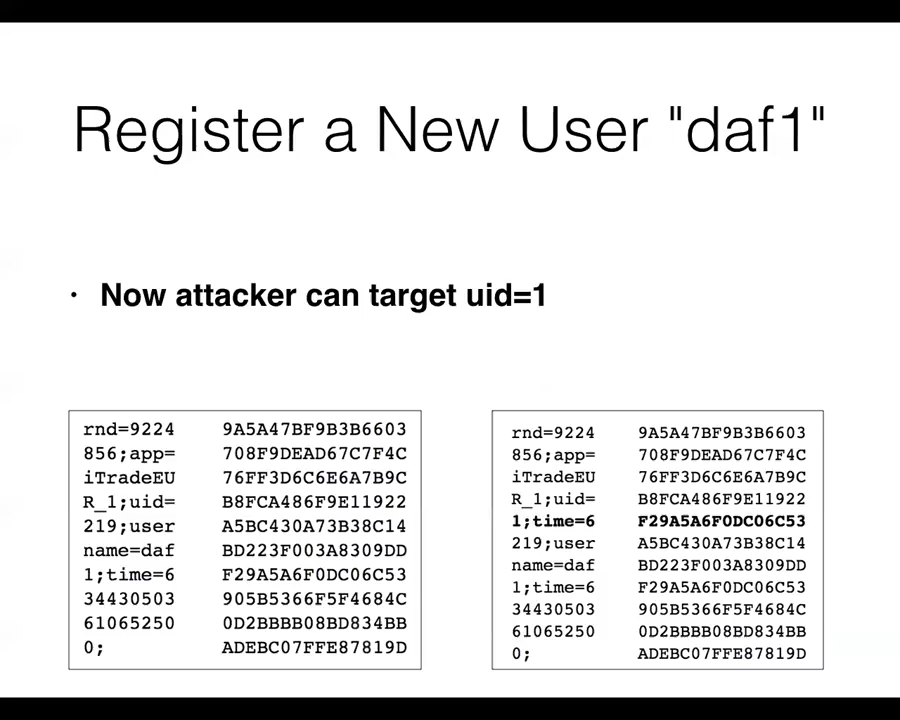 Register a New User "daf1"
• Now attacker can target uid=1
rnd=9224 9A5A47BF9B3B6603
856;app= 708F9DEAD67C7F4C
iTradeEU 76FF3D6C6E6A7B9C
R_1;uid= B8FCA486F9E11922
219;user A5BC430A73B38C14
name=daf BD223F003A8309DD
1;time=6 F29A5A6F0DC06C53
34430503 905B5366F5F4684C
61065250 0D2BBBB08BD834BB
0; ADEBC07FFE87819D
rnd=9224 9A5A47BF9B3B6603
856;app= 708F9DEAD67C7F4C
iTradeEU 76FF3D6C6E6A7B9C
R_1;uid= B8FCA486F9E11922
1;time=6 F29A5A6F0DC06C53
219;user A5BC430A73B38C14
name=daf BD223F003A8309DD
1;time=6 F29A5A6F0DC06C53
34430503 905B5366F5F4684C
61065250 0D2BBBB08BD834BB
0; ADEBC07FFE87819D